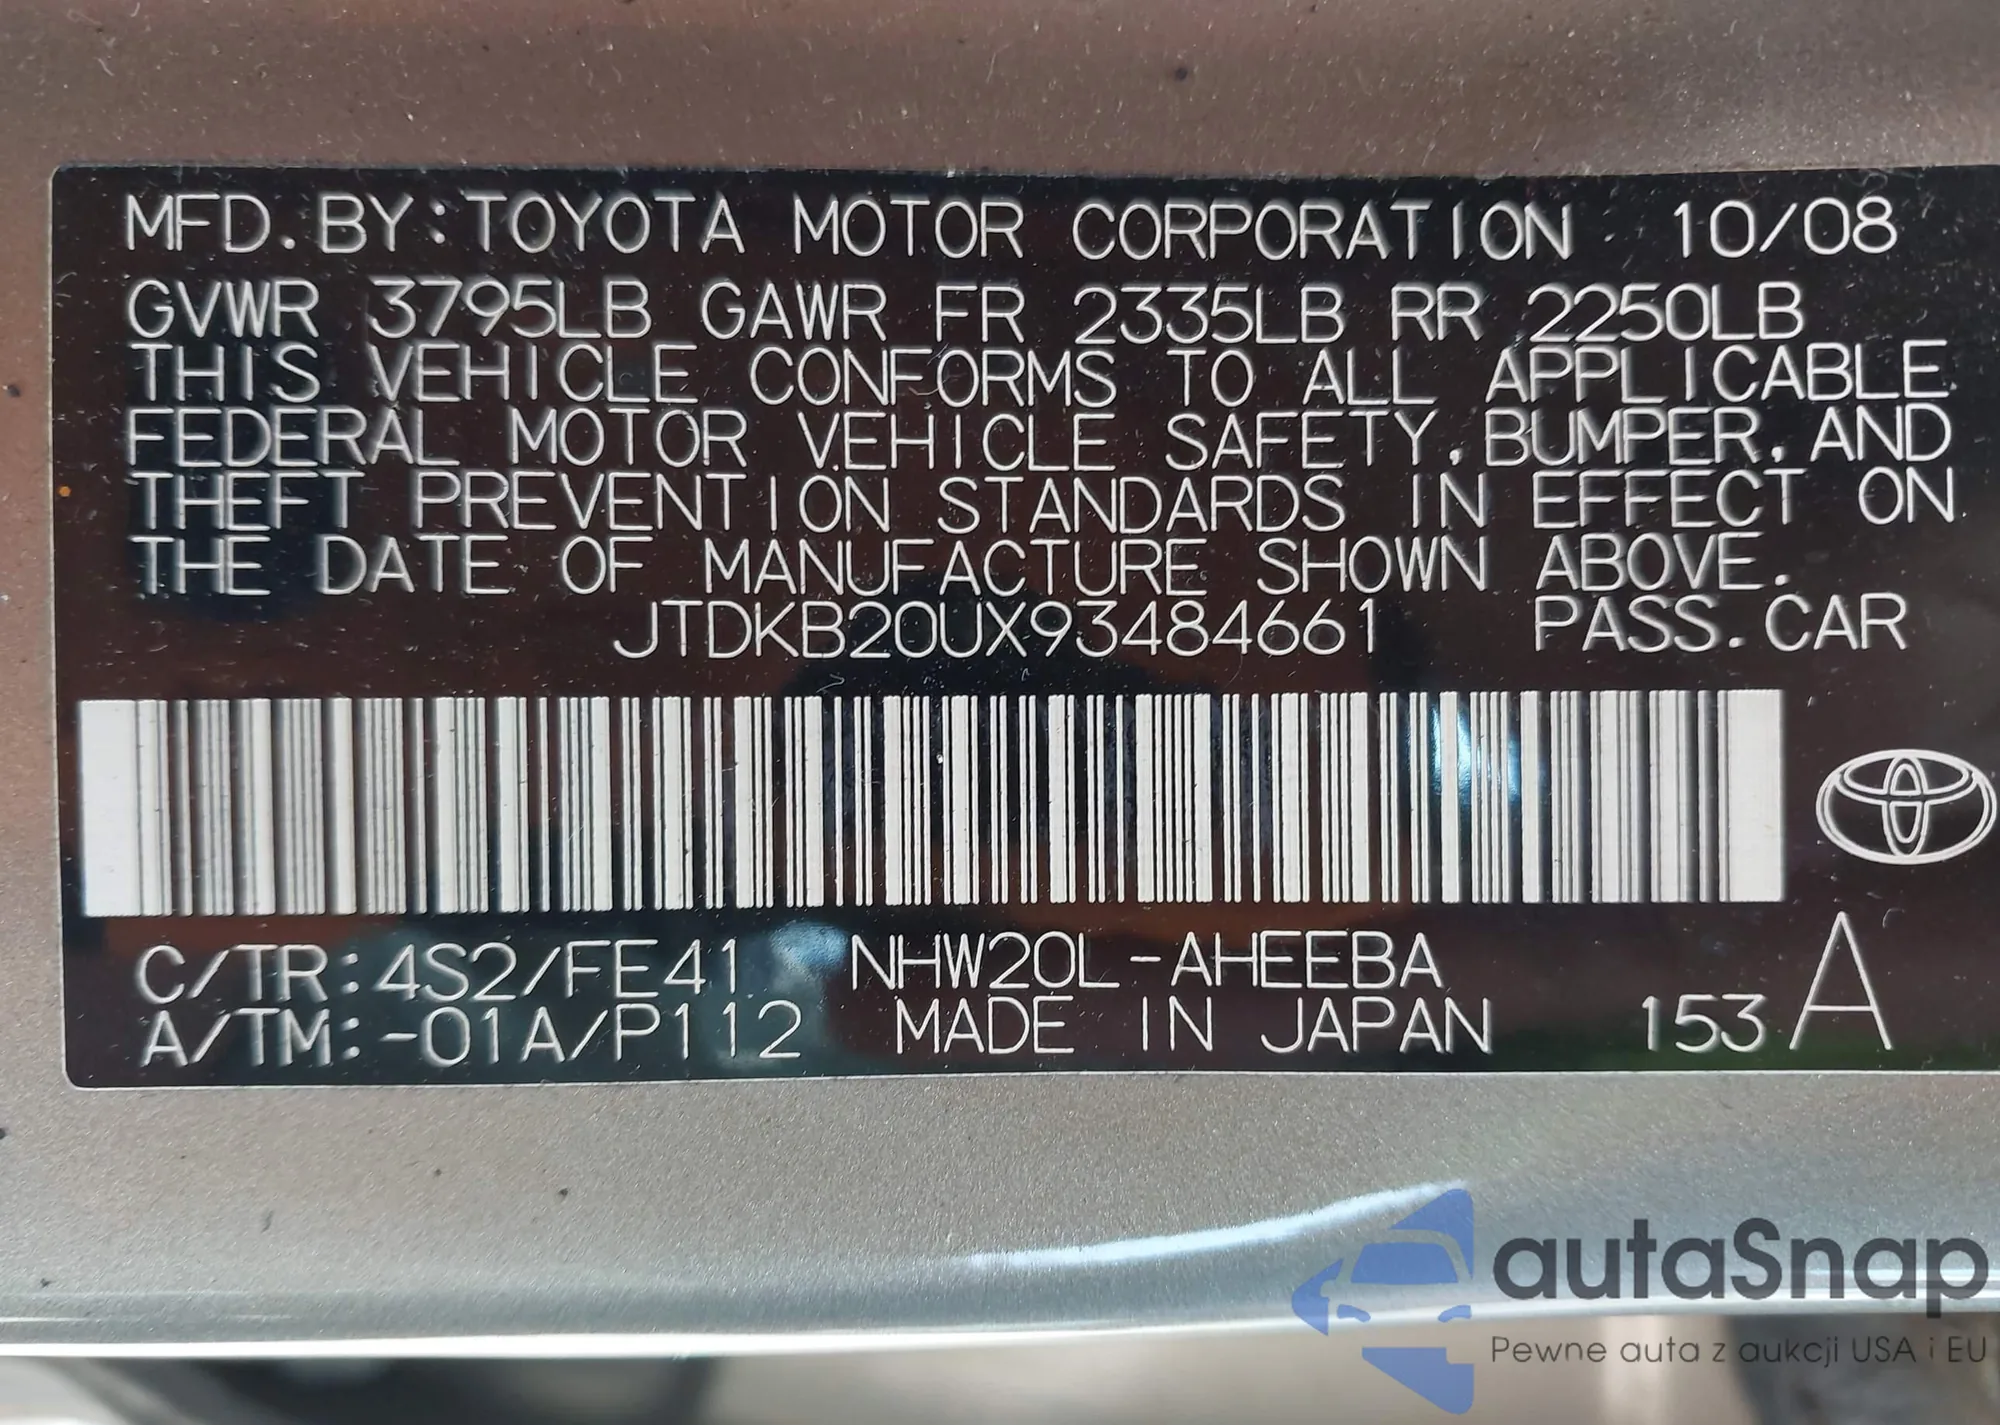 MFD. BY: TOYOTA MOTOR CORPORATION 10/08
GVWR 3795LB GAWR FR 2335LB RR 2250LB
THIS VEHICLE CONFORMS TO ALL APPLICABLE
FEDERAL MOTOR VEHICLE SAFETY, BUMPER, AND
THEFT PREVENTION STANDARDS IN EFFECT ON
THE DATE OF MANUFACTURE SHOWN ABOVE.
JTDKB20UX93484661 PASS. CAR
C/TR: 4S2/FE41 NHW20L-AHEEBA
A/TM: -01A/P112 MADE IN JAPAN 153 A
autaSnap
Pewne auta z aukcji USA i EU